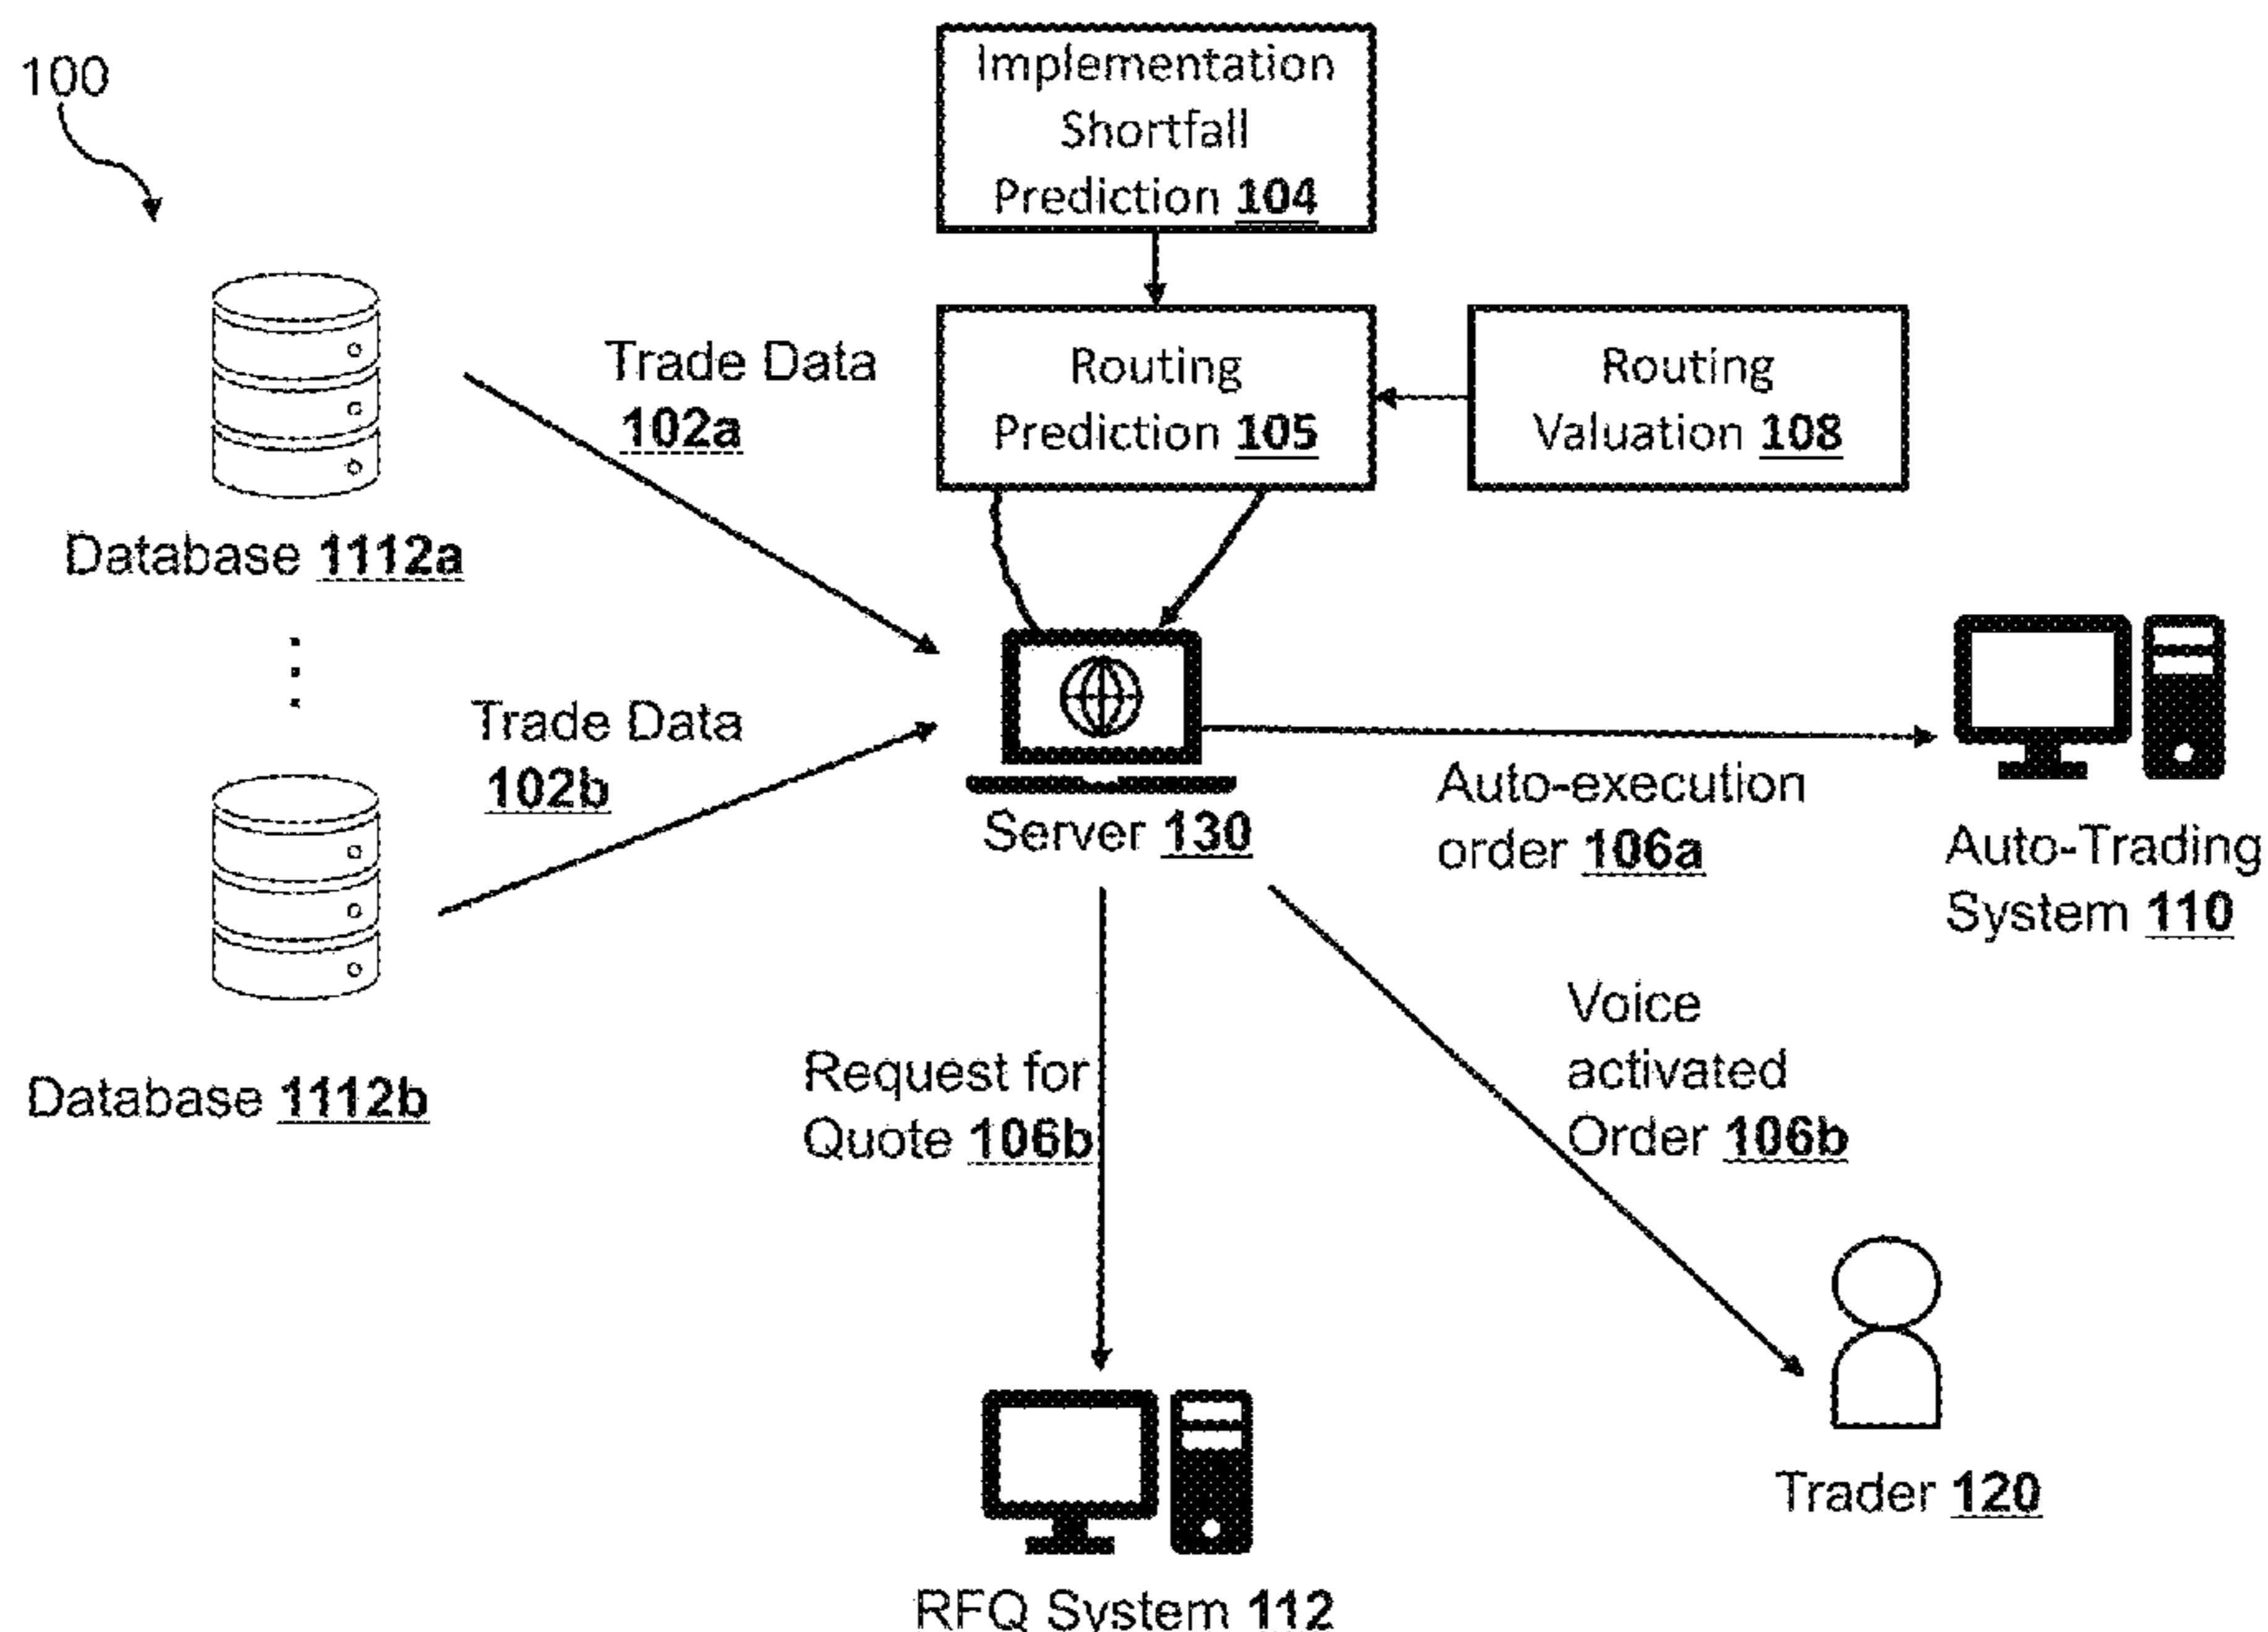 100
Implementation
Shortfall
Prediction 104
Trade Data
102a
Routing
Prediction 105
Routing
Valuation 108
Database 1112a
Trade Data
102b
Server 130
Auto-execution
order 106a
Auto-Trading
System 110
Database 1112b
Request for
Quote 106b
Voice
activated
Order 106b
Trader 120
RFQ System 112